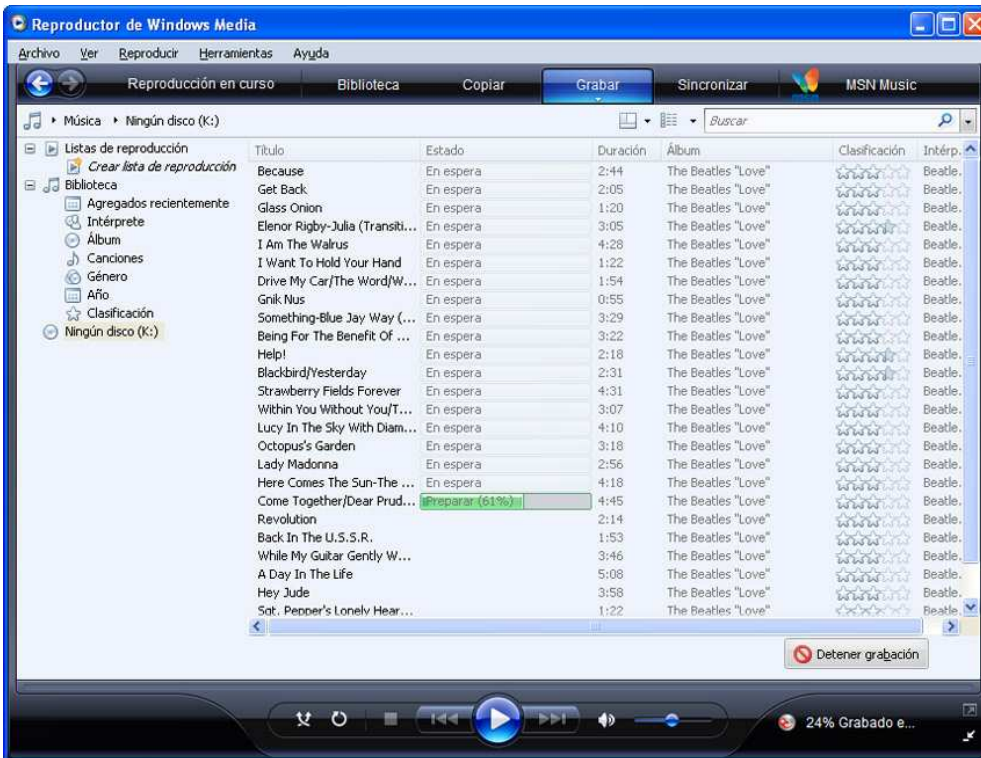 Reproductor de Windows Media
Archivo Ver Reproducir Herramientas Ayuda
Reproducción en curso Biblioteca Copiar Grabar Sincronizar MSN Music
Música Ningún disco (K:) Buscar
Listas de reproducción
Crear lista de reproducción
Biblioteca
Agregados recientemente
Intérprete
Álbum
Canciones
Género
Año
Clasificación
Ningún disco (K:)
Título Estado Duración Álbum Clasificación Intérp.
Because En espera 2:44 The Beatles "Love" Beatle.
Get Back En espera 2:05 The Beatles "Love" Beatle.
Glass Onion En espera 1:20 The Beatles "Love" Beatle.
Elenor Rigby-Julia (Transiti... En espera 3:05 The Beatles "Love" Beatle.
I Am The Walrus En espera 4:28 The Beatles "Love" Beatle.
I Want To Hold Your Hand En espera 1:22 The Beatles "Love" Beatle.
Drive My Car/The Word/W... En espera 1:54 The Beatles "Love" Beatle.
Gnik Nus En espera 0:55 The Beatles "Love" Beatle.
Something-Blue Jay Way (... En espera 3:29 The Beatles "Love" Beatle.
Being For The Benefit Of ... En espera 3:22 The Beatles "Love" Beatle.
Help! En espera 2:18 The Beatles "Love" Beatle.
Blackbird/Yesterday En espera 2:31 The Beatles "Love" Beatle.
Strawberry Fields Forever En espera 4:31 The Beatles "Love" Beatle.
Within You Without You/T... En espera 3:07 The Beatles "Love" Beatle.
Lucy In The Sky With Diam... En espera 4:10 The Beatles "Love" Beatle.
Octopus's Garden En espera 3:18 The Beatles "Love" Beatle.
Lady Madonna En espera 2:56 The Beatles "Love" Beatle.
Here Comes The Sun-The ... En espera 4:18 The Beatles "Love" Beatle.
Come Together/Dear Prud... Preparar (61%) 4:45 The Beatles "Love" Beatle.
Revolution 2:14 The Beatles "Love" Beatle.
Back In The U.S.S.R. 1:53 The Beatles "Love" Beatle.
While My Guitar Gently W... 3:46 The Beatles "Love" Beatle.
A Day In The Life 5:08 The Beatles "Love" Beatle.
Hey Jude 3:58 The Beatles "Love" Beatle.
Sgt. Pepper's Lonely Hear... 1:22 The Beatles "Love" Beatle.
Detener grabación
24% Grabado e...